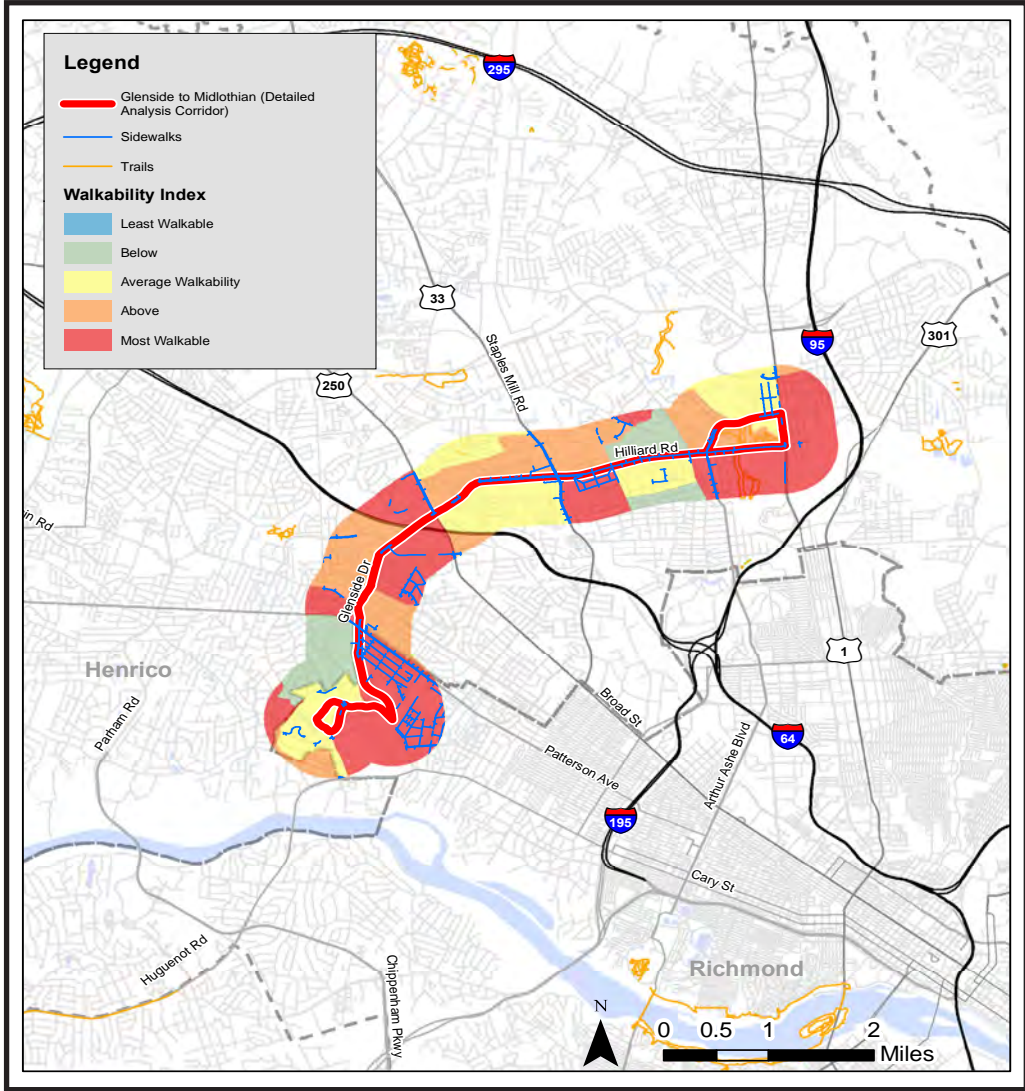 Legend
Glenside to Midlothian (Detailed
Analysis Corridor)
Sidewalks
Trails
Walkability Index
Least Walkable
Below
Average Walkability
Above
Most Walkable
295
33
Staples Mill Rd
95
301
250
Hilliard Rd
in Rd
Glenside Dr
Henrico
1
Parham Rd
Broad St
64
Arthur Ashe Blvd
Patterson Ave
195
Cary St
Huguenot Rd
Chippenham Pkwy
Richmond
N
0 0.5 1 2
Miles